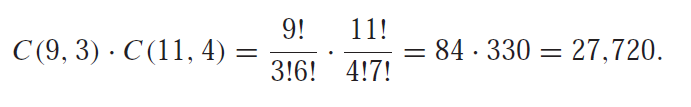 C(9, 3) · C(11, 4) = 9!/3!6! · 11!/4!7! = 84 · 330 = 27,720.